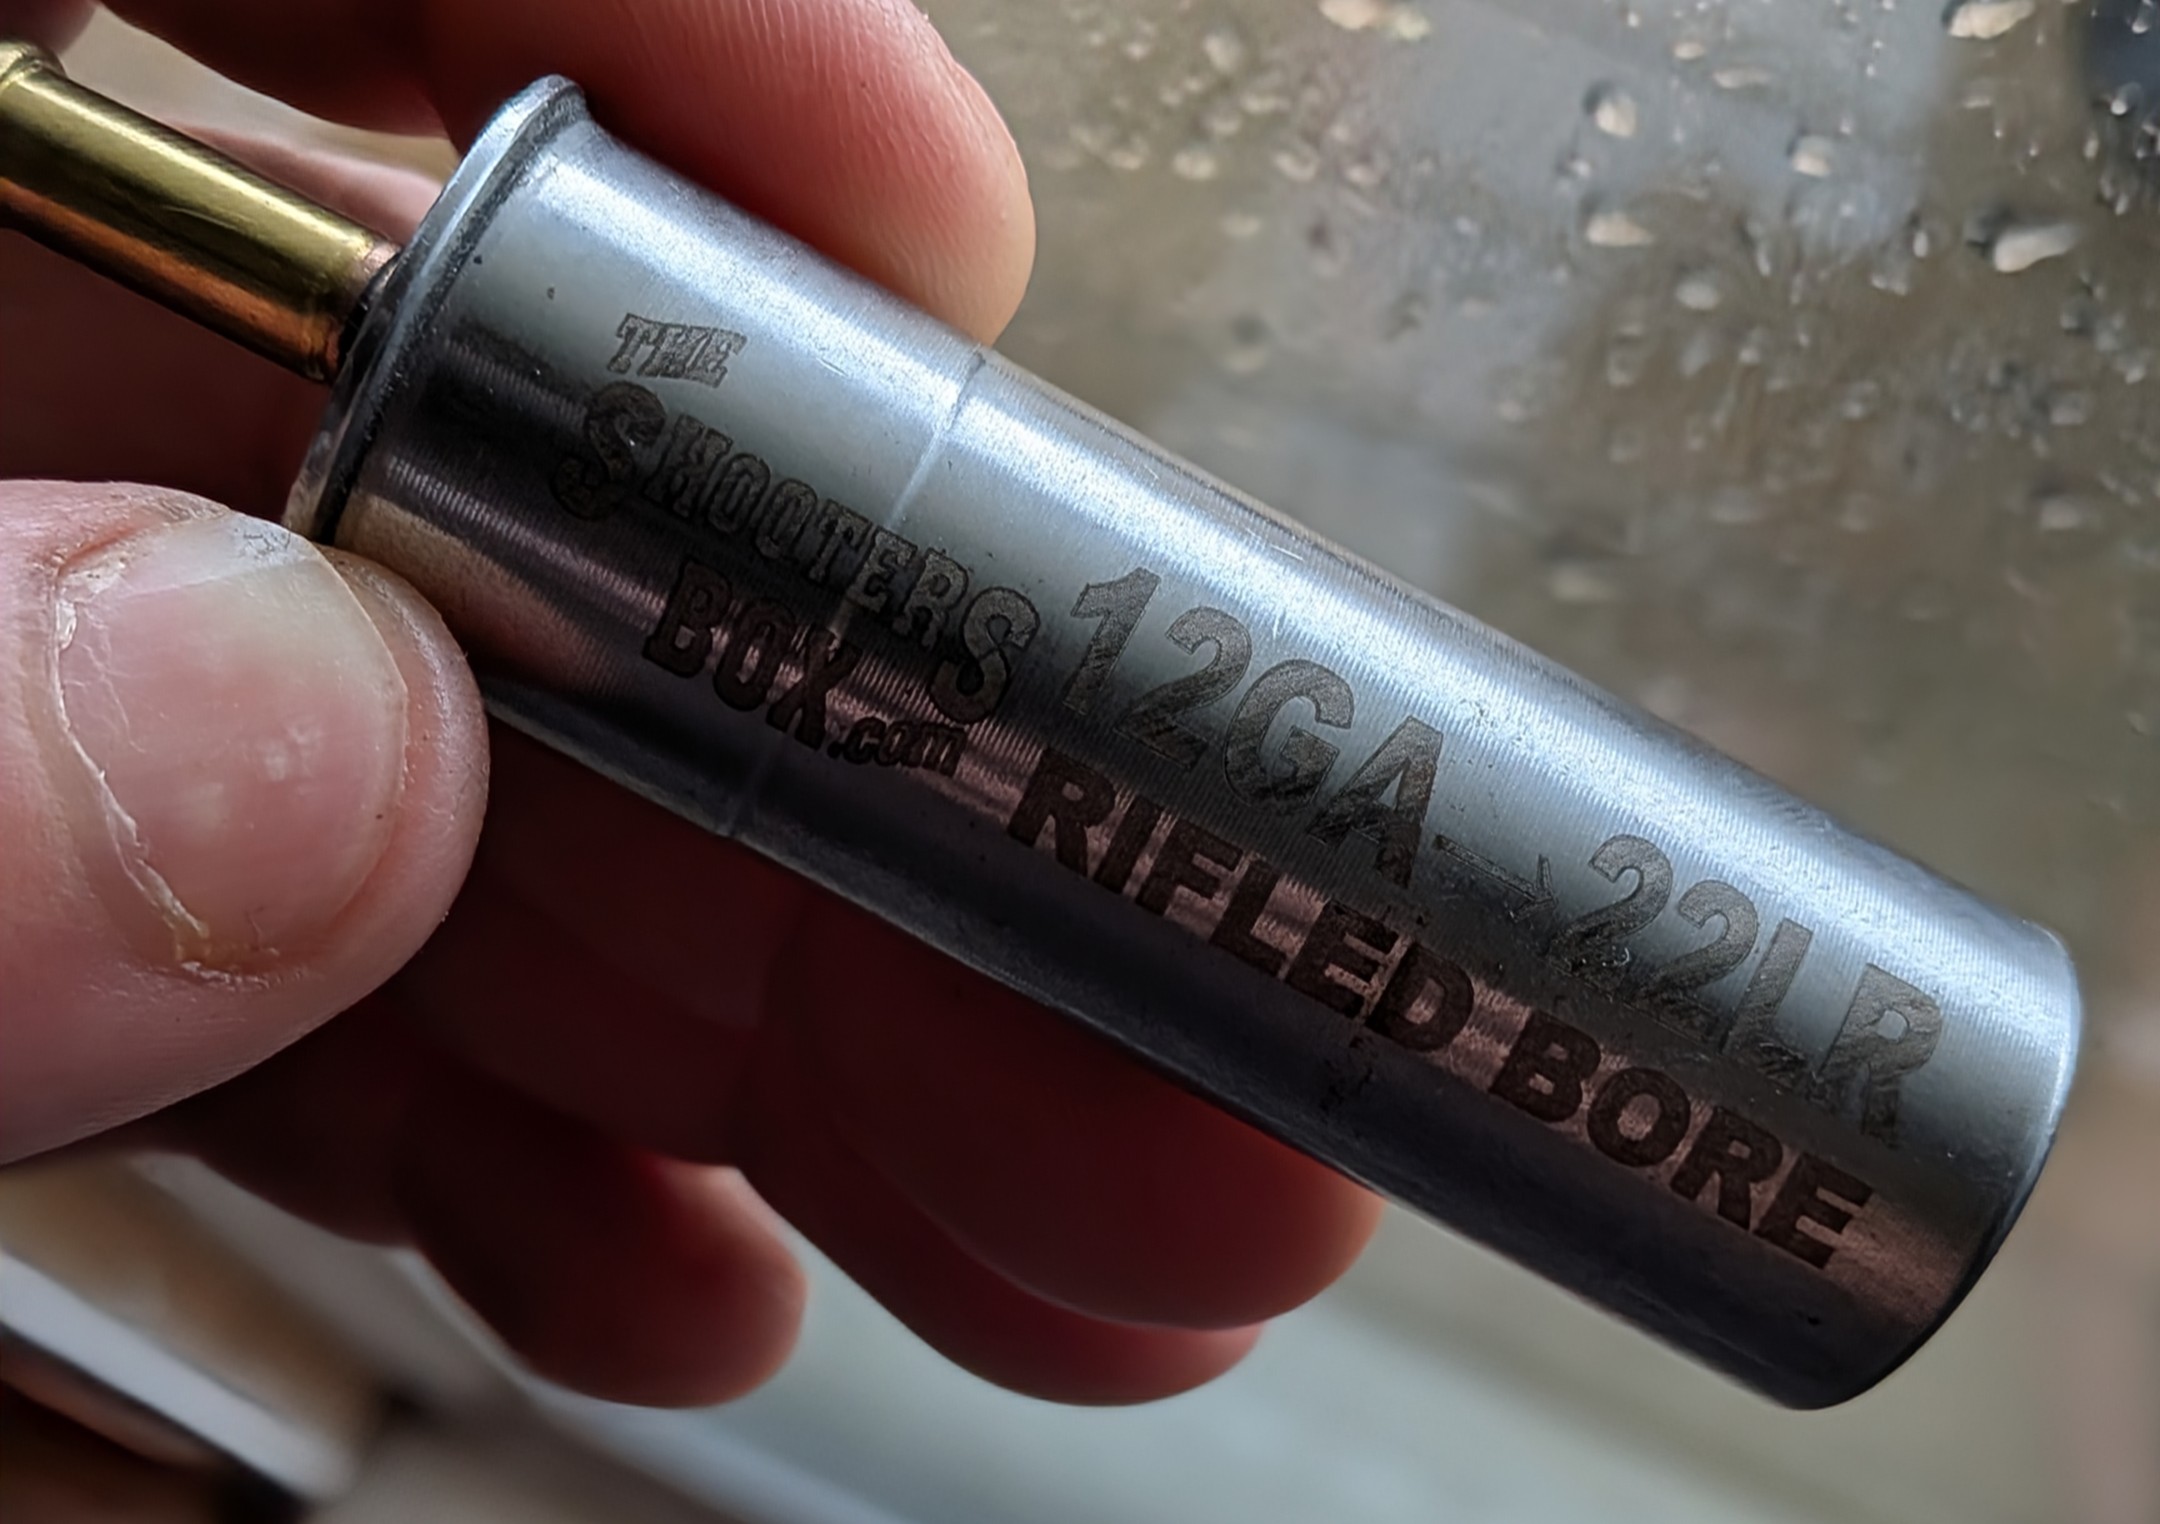 THE
SHOOTERS
BOX.com
12GA→22LR
RIFLED BORE